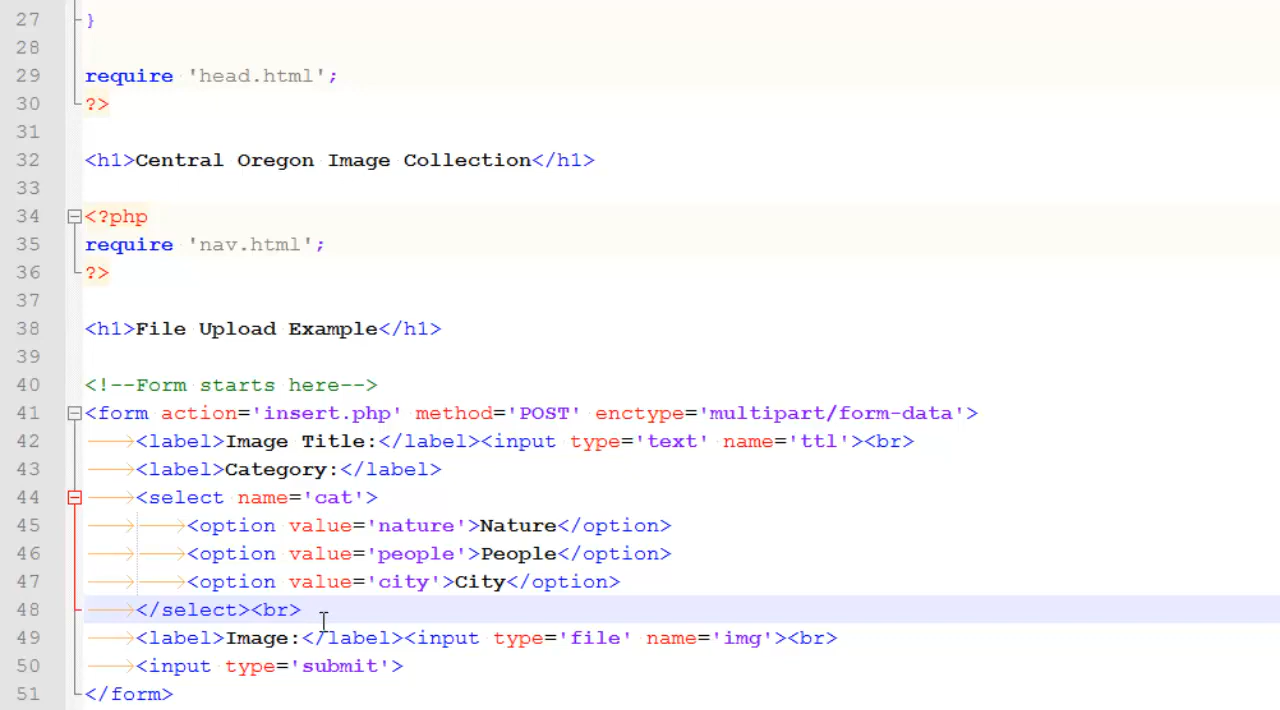 27 }
28
29 require 'head.html';
30 ?>
31
32 <h1>Central Oregon Image Collection</h1>
33
34 <?php
35 require 'nav.html';
36 ?>
37
38 <h1>File Upload Example</h1>
39
40 <!--Form starts here-->
41 <form action='insert.php' method='POST' enctype='multipart/form-data'>
42 <label>Image Title:</label><input type='text' name='ttl'><br>
43 <label>Category:</label>
44 <select name='cat'>
45 <option value='nature'>Nature</option>
46 <option value='people'>People</option>
47 <option value='city'>City</option>
48 </select><br>
49 <label>Image:</label><input type='file' name='img'><br>
50 <input type='submit'>
51 </form>